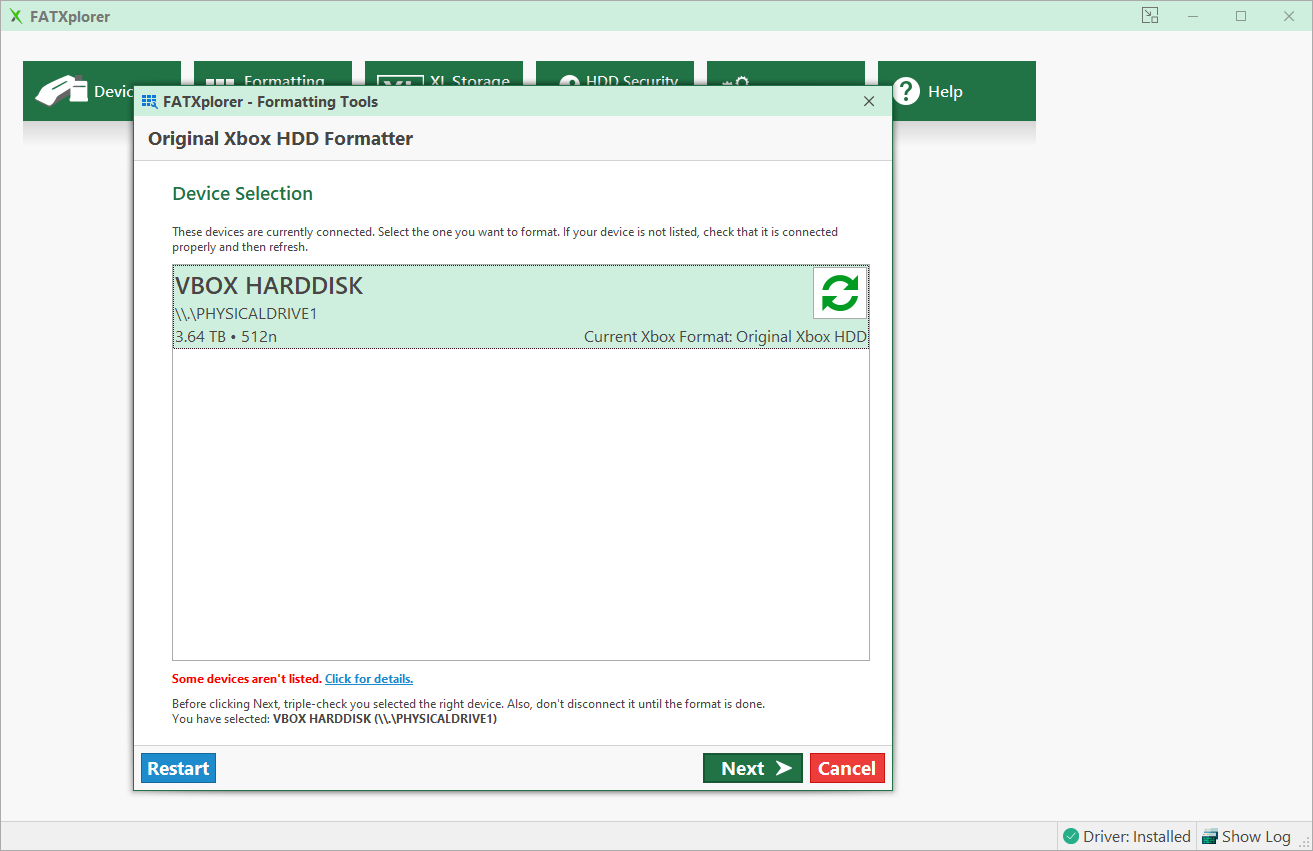 FATXplorer
Formatting
XL Storage
HDD Security
Help
FATXplorer - Formatting Tools
Original Xbox HDD Formatter
Device Selection
These devices are currently connected. Select the one you want to format. If your device is not listed, check that it is connected
properly and then refresh.
VBOX HARDDISK
\\.\PHYSICALDRIVE1
3.64 TB • 512n
Current Xbox Format: Original Xbox HDD
Some devices aren't listed. Click for details.
Before clicking Next, triple-check you selected the right device. Also, don't disconnect it until the format is done.
You have selected: VBOX HARDDISK (\\.\PHYSICALDRIVE1)
Restart
Next
Cancel
Driver: Installed
Show Log